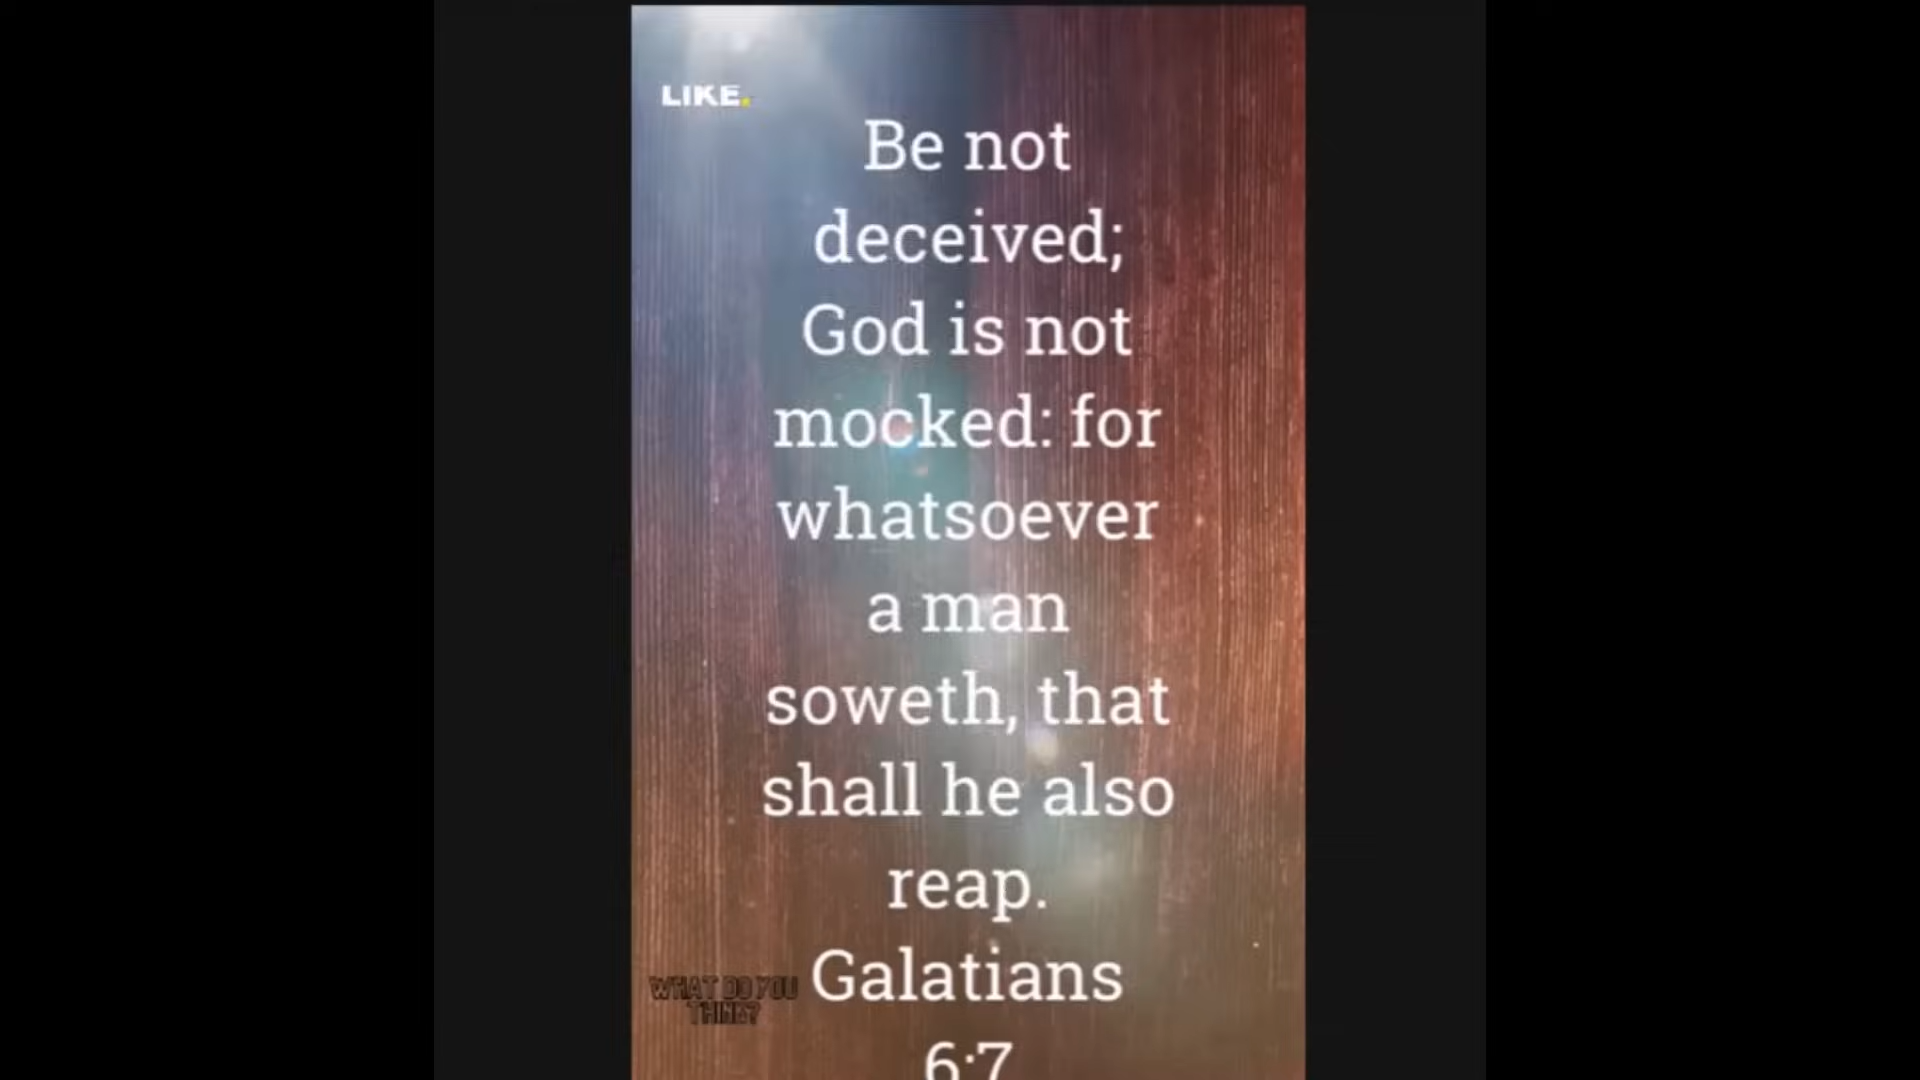 LIKE.
Be not
deceived;
God is not
mocked: for
whatsoever
a man
soweth, that
shall he also
reap.
Galatians
6:7
WHAT DO YOU
THINK?